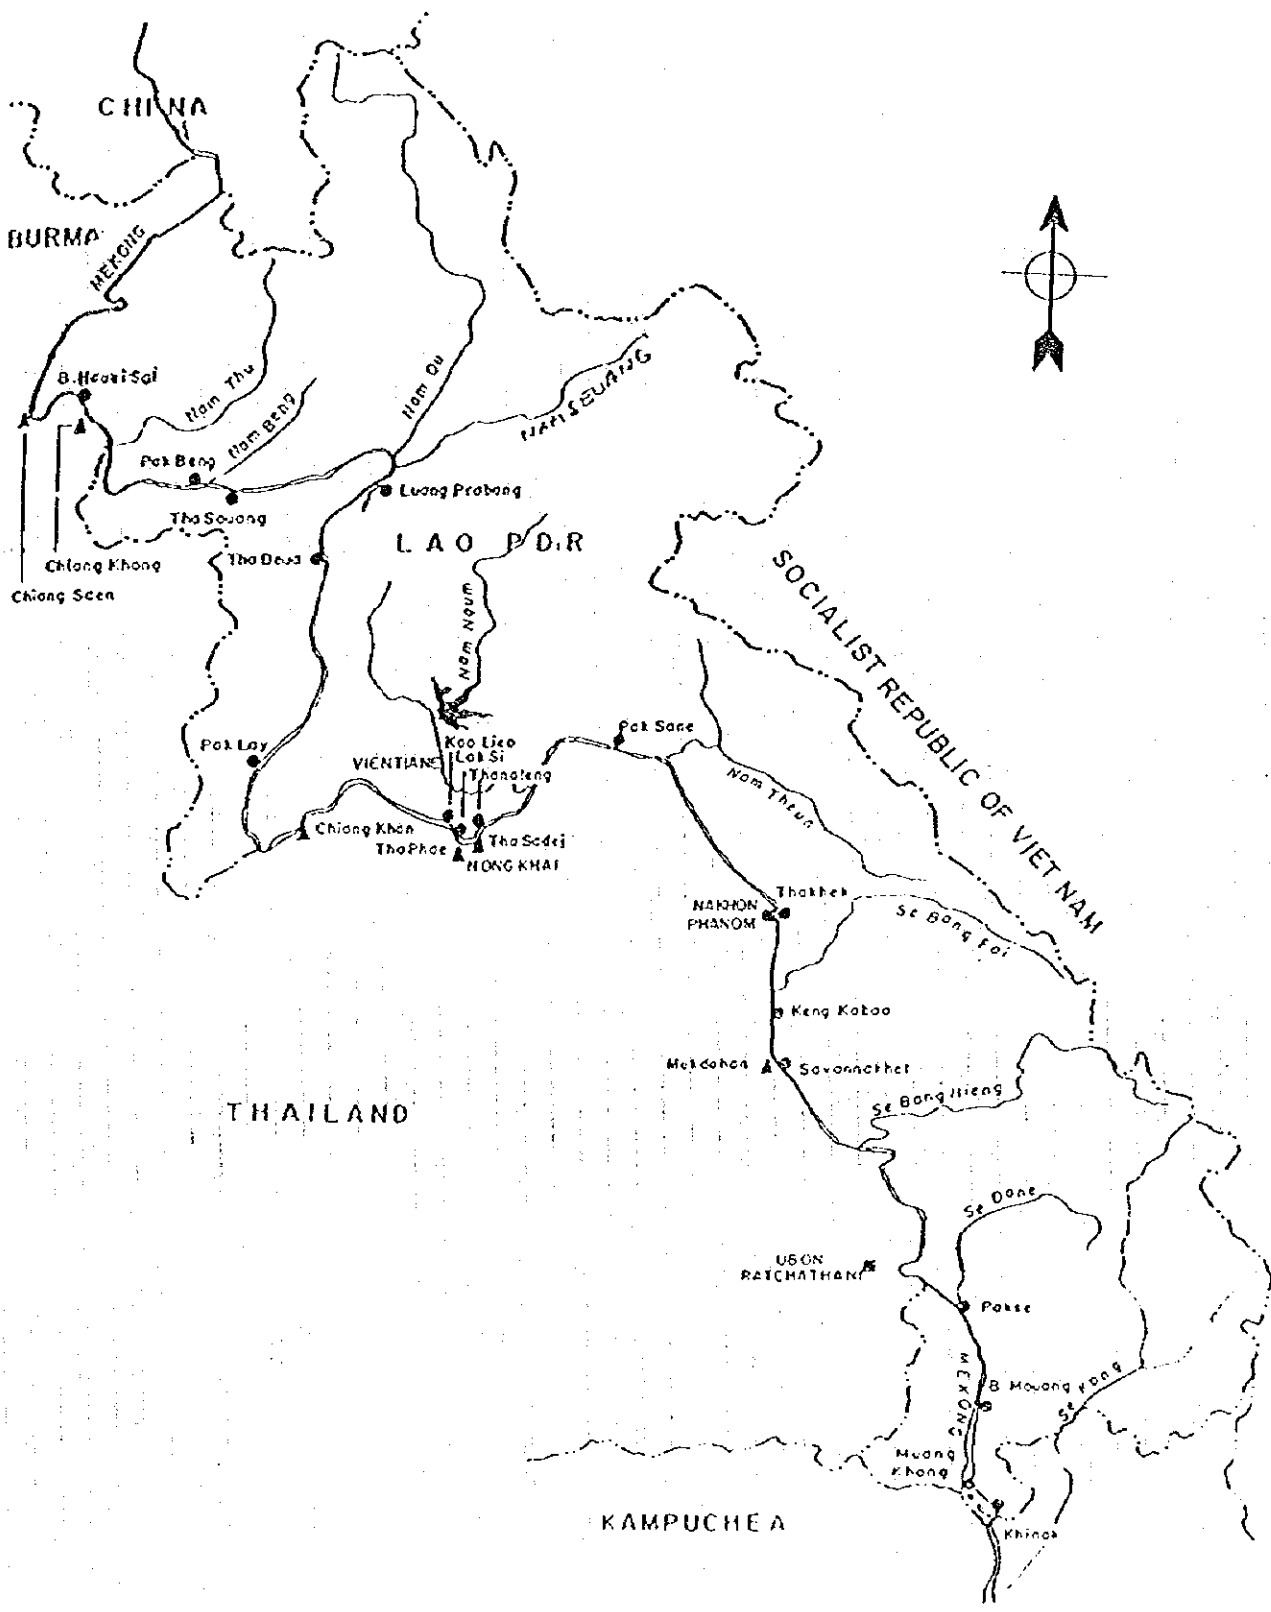 CHINA
BURMA
MEKONG
B. Houei Sai
Nam Thu
Nam Beng
Nam Ou
NAM SEUANG
Pak Beng
Tha Souang
Luang Prabang
LAO P.D.R
Tha Deua
Chiang Khong
Chiang Saen
Nam Ngum
SOCIALIST REPUBLIC OF VIET NAM
Pak Sane
Pak Lay
Kao Lieo
VIENTIANE
Lak Si
Thanaleng
Nam Theun
Chiang Khan
Tha Phae
Tha Sadej
NONG KHAI
Thakhek
NAKHON
PHANOM
Se Bang Fai
Keng Kabao
Mukdahan
Savannakhet
Se Bang Hieng
THAILAND
Se Done
UBON
RATCHATHANI
Pakse
MEKONG
B Mouang
Se Kong
Muang
Khong
KAMPUCHEA
Khinak